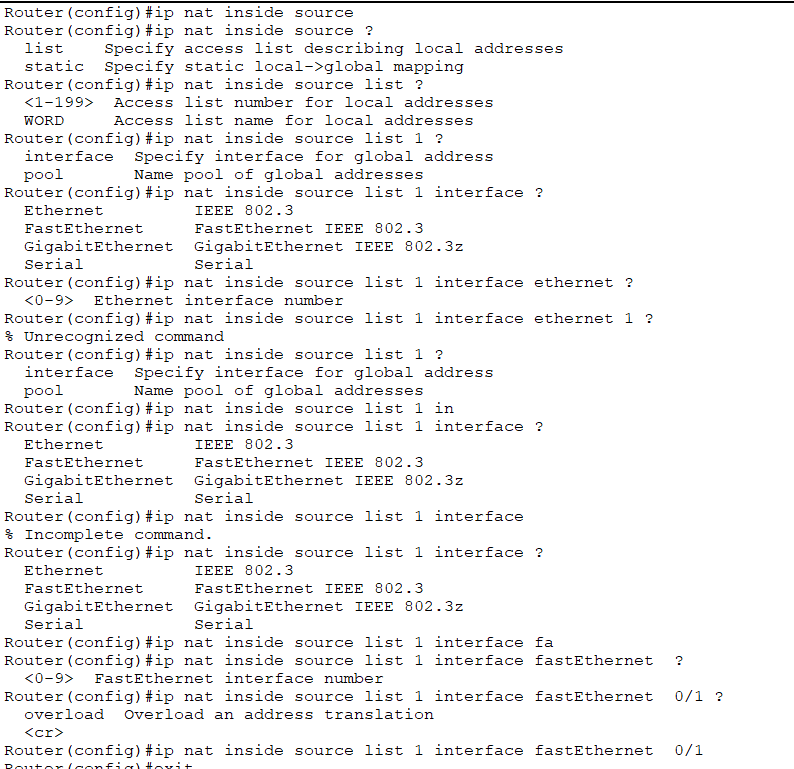 Router(config)#ip nat inside source
Router(config)#ip nat inside source ?
  list    Specify access list describing local addresses
  static  Specify static local->global mapping
Router(config)#ip nat inside source list ?
  <1-199>  Access list number for local addresses
  WORD     Access list name for local addresses
Router(config)#ip nat inside source list 1 ?
  interface  Specify interface for global address
  pool       Name pool of global addresses
Router(config)#ip nat inside source list 1 interface ?
  Ethernet         IEEE 802.3
  FastEthernet     FastEthernet IEEE 802.3
  GigabitEthernet  GigabitEthernet IEEE 802.3z
  Serial           Serial
Router(config)#ip nat inside source list 1 interface ethernet ?
  <0-9>  Ethernet interface number
Router(config)#ip nat inside source list 1 interface ethernet 1 ?
% Unrecognized command
Router(config)#ip nat inside source list 1 ?
  interface  Specify interface for global address
  pool       Name pool of global addresses
Router(config)#ip nat inside source list 1 in
Router(config)#ip nat inside source list 1 interface ?
  Ethernet         IEEE 802.3
  FastEthernet     FastEthernet IEEE 802.3
  GigabitEthernet  GigabitEthernet IEEE 802.3z
  Serial           Serial
Router(config)#ip nat inside source list 1 interface
% Incomplete command.
Router(config)#ip nat inside source list 1 interface ?
  Ethernet         IEEE 802.3
  FastEthernet     FastEthernet IEEE 802.3
  GigabitEthernet  GigabitEthernet IEEE 802.3z
  Serial           Serial
Router(config)#ip nat inside source list 1 interface fa
Router(config)#ip nat inside source list 1 interface fastEthernet  ?
  <0-9>  FastEthernet interface number
Router(config)#ip nat inside source list 1 interface fastEthernet  0/1 ?
  overload  Overload an address translation
  <cr>
Router(config)#ip nat inside source list 1 interface fastEthernet  0/1
Router(config)#exit